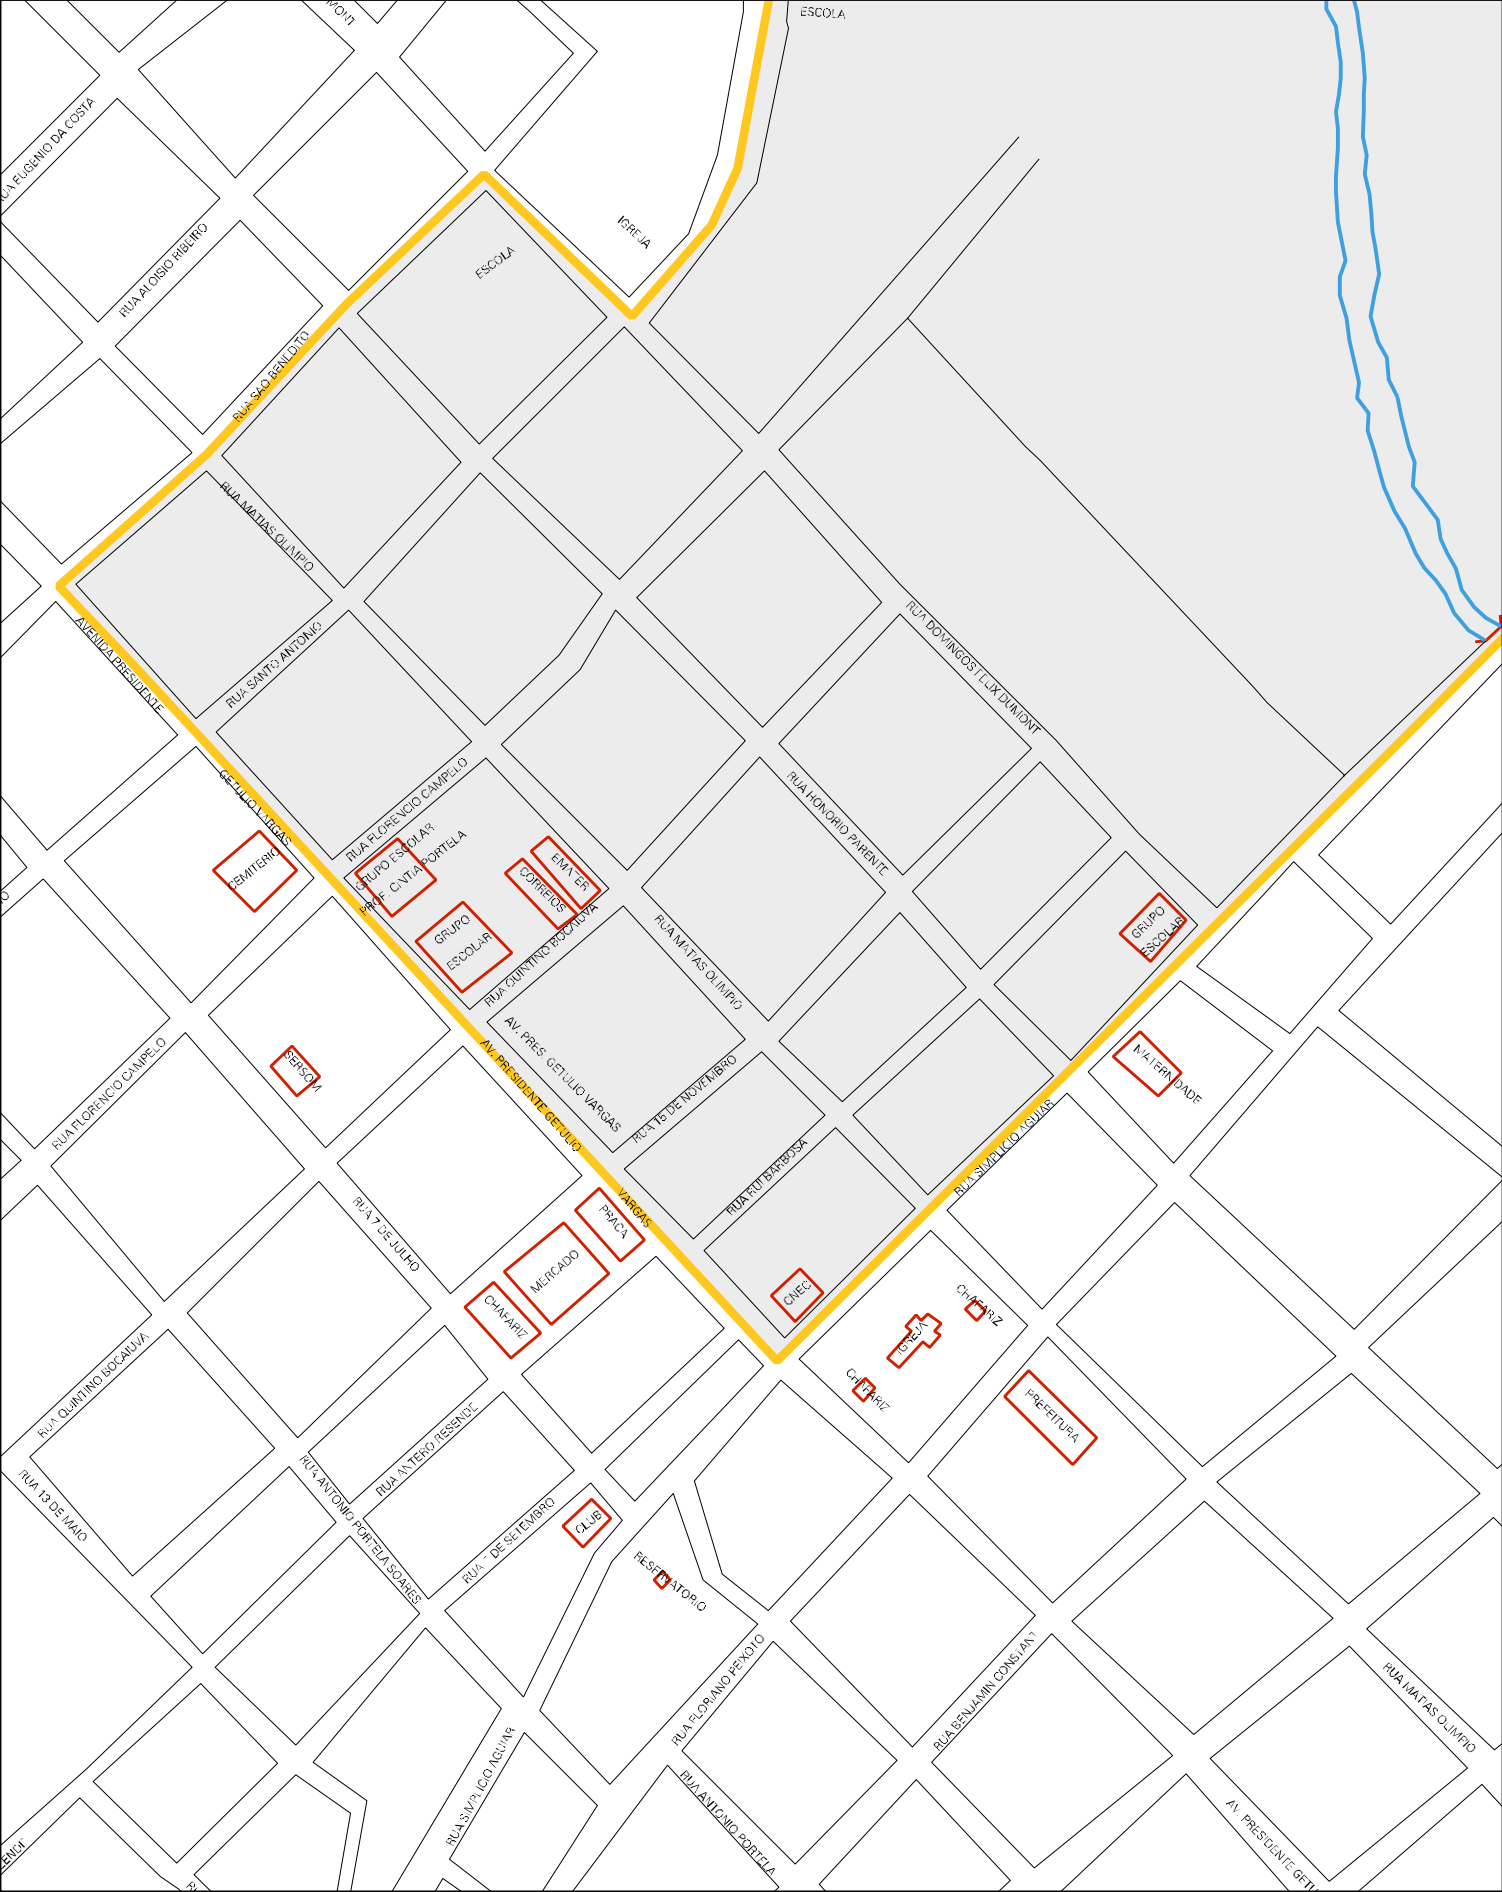 ESCOLA
RUA EUGENIO DA COSTA
IGREJA
RUA ALOISIO RIBEIRO
ESCOLA
RUA SAO BENEDITO
RUA MATIAS OLIMPIO
AVENIDA PRESIDENTE
RUA SANTO ANTONIO
RUA DOMINGOS FELIX DUMONT
GETULIO VARGAS
RUA FLORENCIO CAMPELO
RUA HONORIO PARENTE
CEMITERIO
GRUPO ESCOLAR
PROF. CINTIA PORTELA
EMATER
CORREIOS
GRUPO
ESCOLAR
RUA QUINTINO BOCAIUVA
RUA MATIAS OLIMPIO
GRUPO
ESCOLAR
SERSOM
AV. PRES. GETULIO VARGAS
AV. PRESIDENTE GETULIO
VARGAS
RUA 15 DE NOVEMBRO
RUA RUI BARBOSA
RUA SIMPLICIO AGUIAR
MATERNIDADE
RUA FLORENCIO CAMPELO
RUA 7 DE JULHO
PRACA
MERCADO
CHAFARIZ
CNEC
CHAFARIZ
IGREJA
CHAFARIZ
PREFEITURA
RUA QUINTINO BOCAIUVA
RUA 13 DE MAIO
RUA ANTERO RESENDE
RUA ANTONIO PORTELA SOARES
RUA 7 DE SETEMBRO
CLUB
RESERVATORIO
RUA FLORIANO PEIXOTO
RUA BENJAMIN CONSTANT
RUA MATIAS OLIMPIO
RUA SIMPLICIO AGUIAR
RUA ANTONIO PORTELA
AV. PRESIDENTE GETU